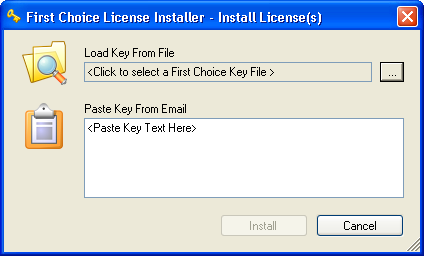 First Choice License Installer - Install License(s)
Load Key From File
<Click to select a First Choice Key File >
...
Paste Key From Email
<Paste Key Text Here>
Install
Cancel